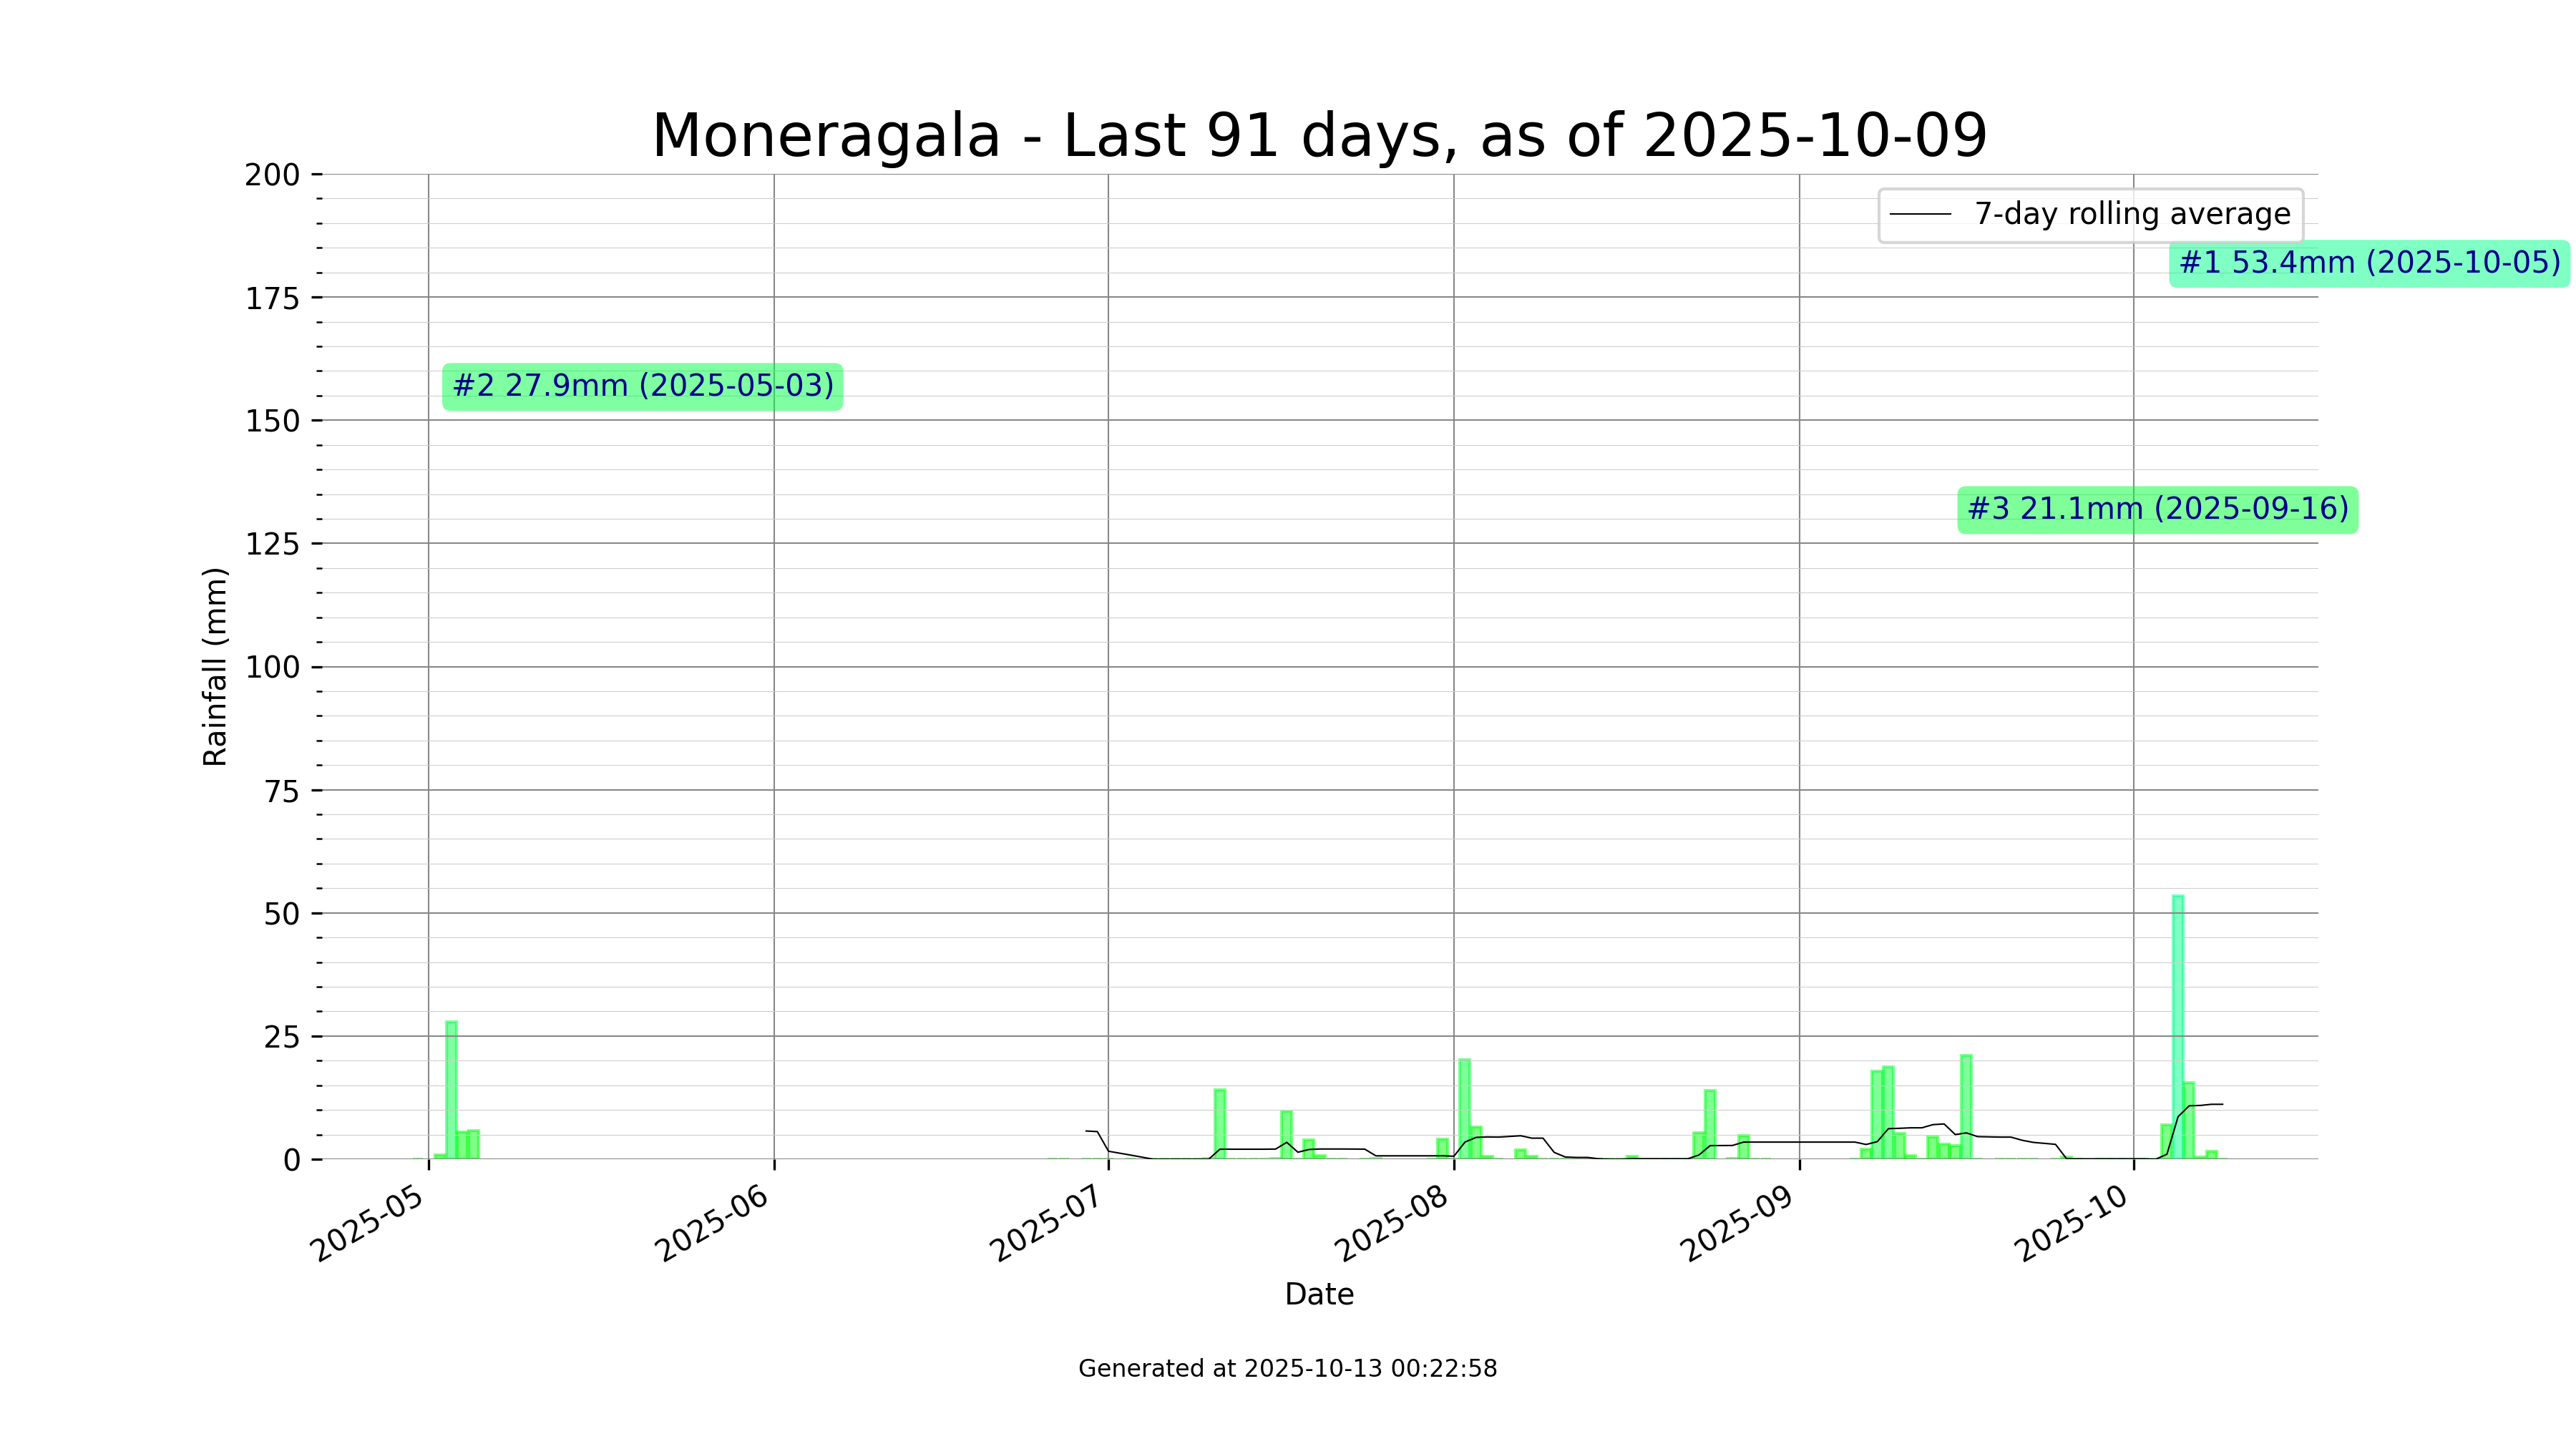 Moneragala - Last 91 days, as of 2025-10-09
200
175
150
125
100
75
50
25
0
Rainfall (mm)
7-day rolling average
#1 53.4mm (2025-10-05)
#2 27.9mm (2025-05-03)
#3 21.1mm (2025-09-16)
2025-05
2025-06
2025-07
2025-08
2025-09
2025-10
Date
Generated at 2025-10-13 00:22:58